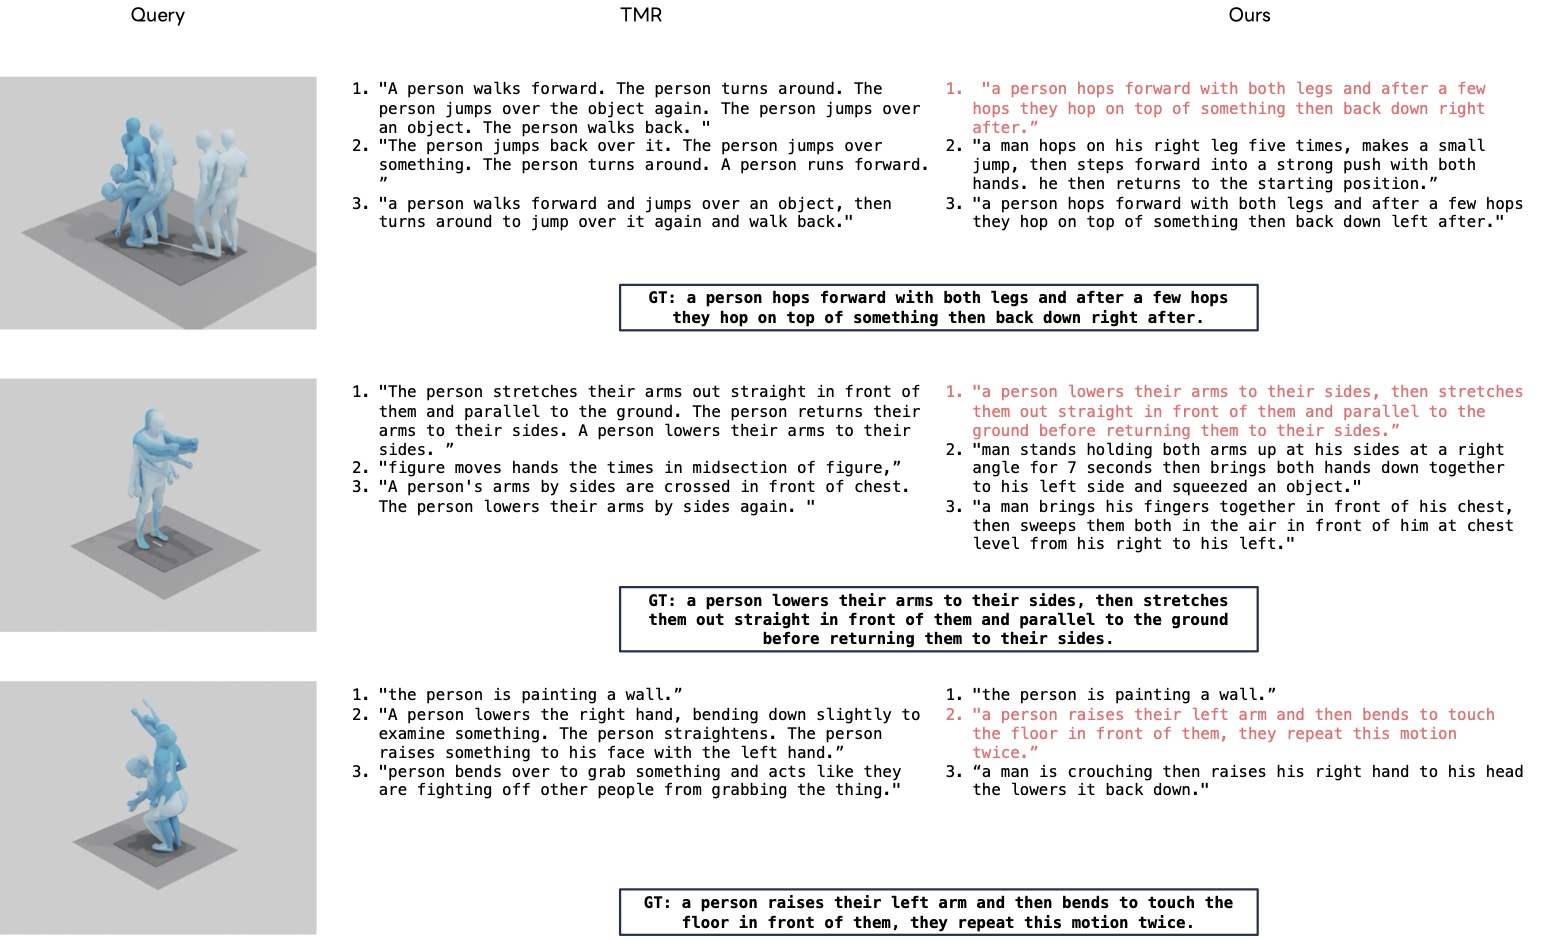 Query
TMR
Ours
1. "A person walks forward. The person turns around. The
person jumps over the object again. The person jumps over
an object. The person walks back. "
2. "The person jumps back over it. The person jumps over
something. The person turns around. A person runs forward.
”
3. "a person walks forward and jumps over an object, then
turns around to jump over it again and walk back."
1. "a person hops forward with both legs and after a few
hops they hop on top of something then back down right
after.”
2. "a man hops on his right leg five times, makes a small
jump, then steps forward into a strong push with both
hands. he then returns to the starting position.”
3. "a person hops forward with both legs and after a few hops
they hop on top of something then back down left after."
GT: a person hops forward with both legs and after a few hops
they hop on top of something then back down right after.
1. "The person stretches their arms out straight in front of
them and parallel to the ground. The person returns their
arms to their sides. A person lowers their arms to their
sides. ”
2. "figure moves hands the times in midsection of figure,”
3. "A person's arms by sides are crossed in front of chest.
The person lowers their arms by sides again. "
1. "a person lowers their arms to their sides, then stretches
them out straight in front of them and parallel to the
ground before returning them to their sides.”
2. "man stands holding both arms up at his sides at a right
angle for 7 seconds then brings both hands down together
to his left side and squeezed an object."
3. "a man brings his fingers together in front of his chest,
then sweeps them both in the air in front of him at chest
level from his right to his left."
GT: a person lowers their arms to their sides, then stretches
them out straight in front of them and parallel to the ground
before returning them to their sides.
1. "the person is painting a wall.”
2. "A person lowers the right hand, bending down slightly to
examine something. The person straightens. The person
raises something to his face with the left hand.”
3. "person bends over to grab something and acts like they
are fighting off other people from grabbing the thing."
1. "the person is painting a wall.”
2. "a person raises their left arm and then bends to touch
the floor in front of them, they repeat this motion
twice.”
3. “a man is crouching then raises his right hand to his head
the lowers it back down."
GT: a person raises their left arm and then bends to touch the
floor in front of them, they repeat this motion twice.